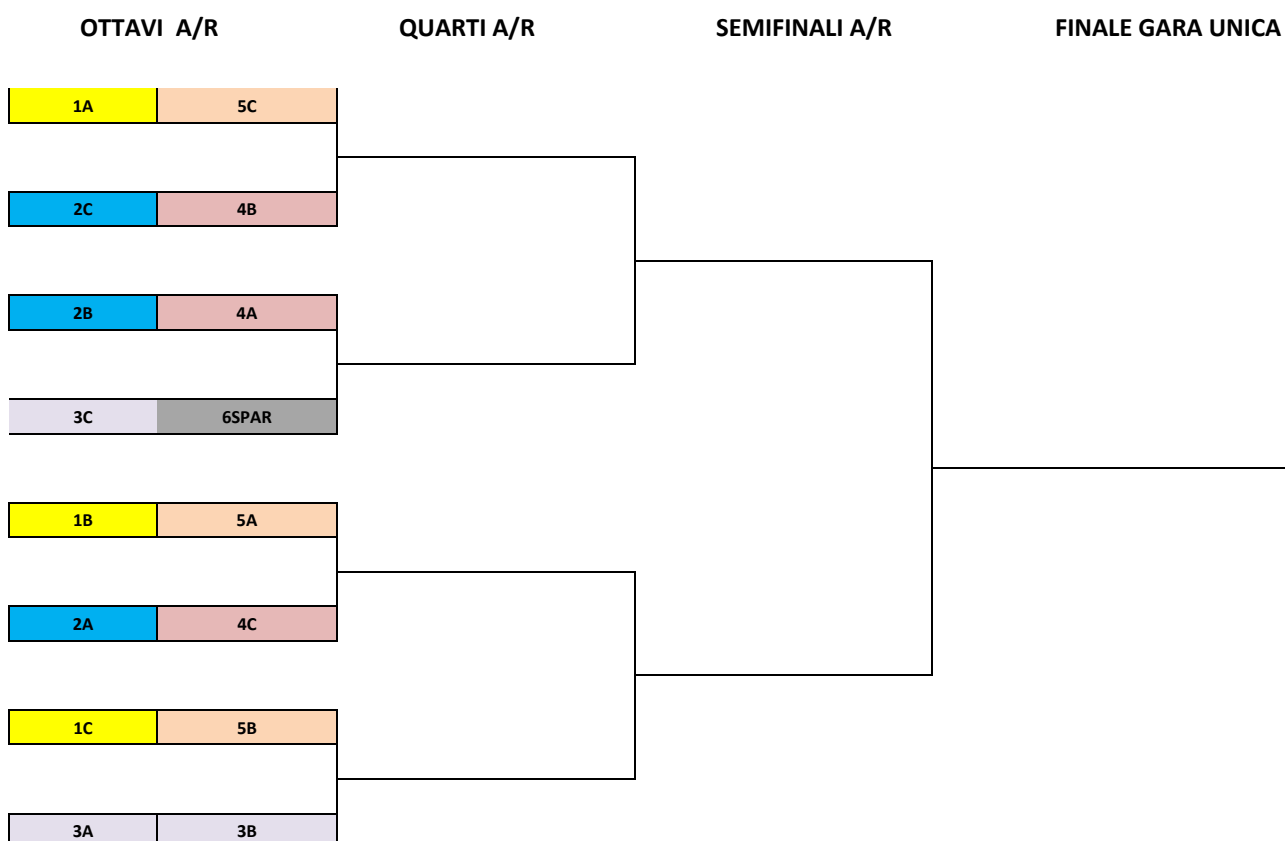 OTTAVI A/R QUARTI A/R SEMIFINALI A/R FINALE GARA UNICA
1A 5C
2C 4B
2B 4A
3C 6SPAR
1B 5A
2A 4C
1C 5B
3A 3B